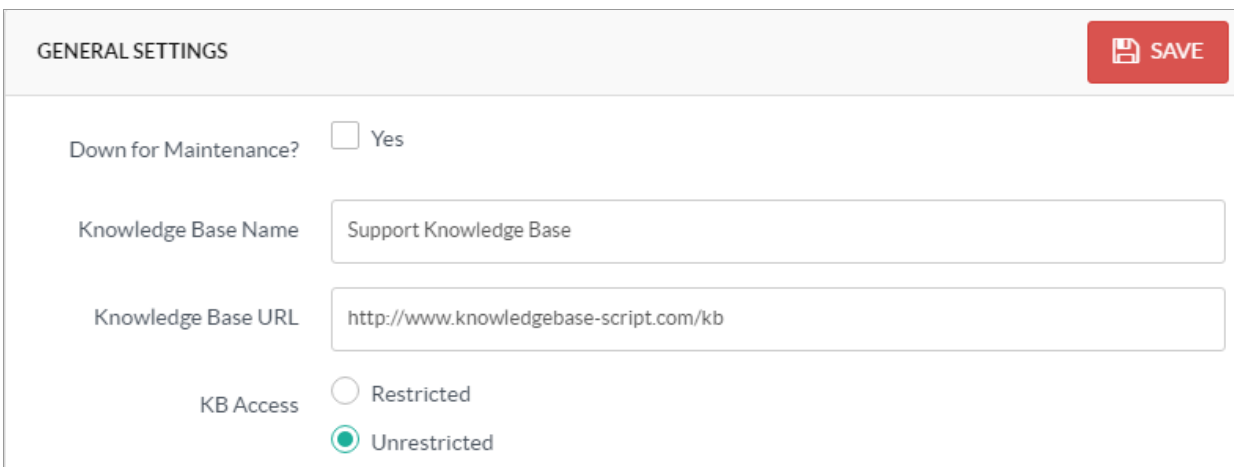 GENERAL SETTINGS
SAVE
Down for Maintenance?
Yes
Knowledge Base Name
Support Knowledge Base
Knowledge Base URL
http://www.knowledgebase-script.com/kb
KB Access
Restricted
Unrestricted